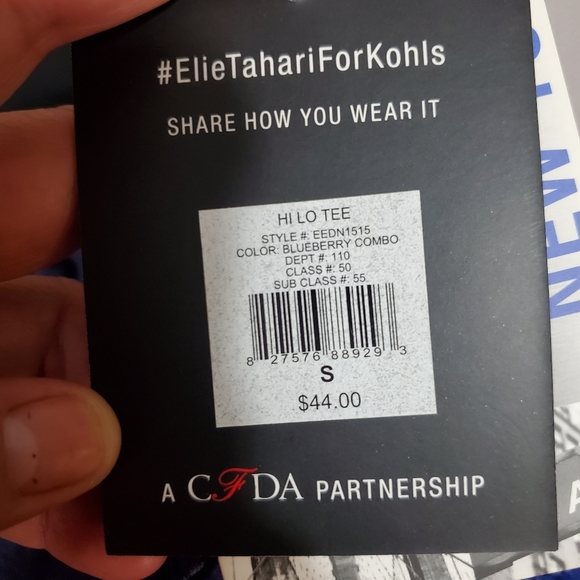 #ElieTahariForKohls
SHARE HOW YOU WEAR IT
HI LO TEE
STYLE #: EEDN1515
COLOR: BLUEBERRY COMBO
DEPT #: 110
CLASS #: 50
SUB CLASS #: 55
8 27576 88929 3
S
$44.00
A CFDA PARTNERSHIP
NEW